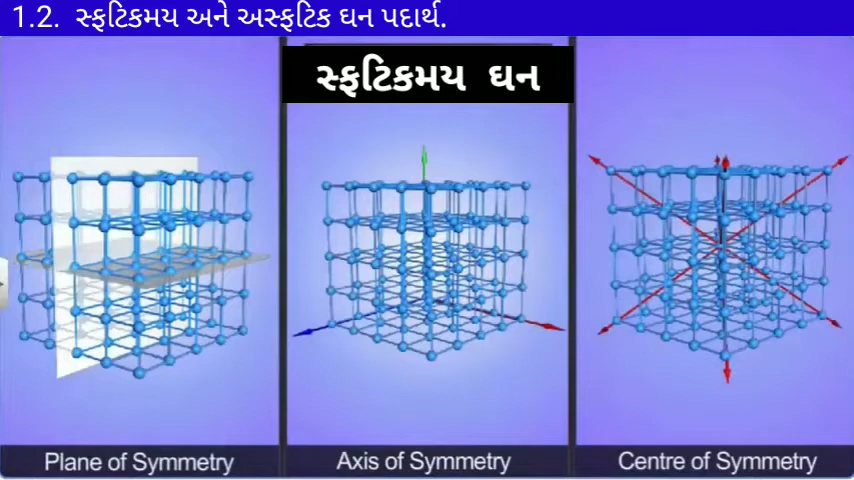 1.2. સ્ફટિકમય અને અસ્ફટિક ઘન પદાર્થ.
સ્ફટિકમય ઘન
Plane of Symmetry
Axis of Symmetry
Centre of Symmetry